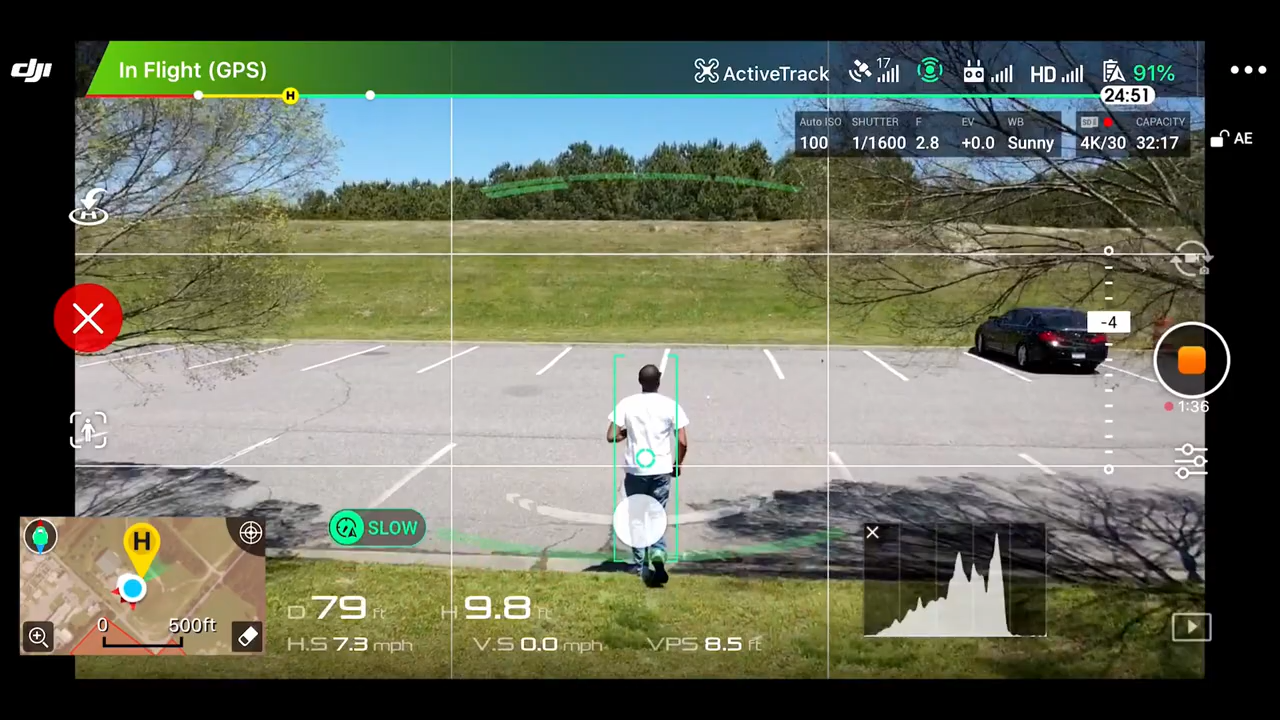 dji
In Flight (GPS)
ActiveTrack
17
HD
91%
24:51
H
Auto ISO SHUTTER F EV WB
100 1/1600 2.8 +0.0 Sunny
CAPACITY
4K/30 32:17
AE
H
-4
1:36
SLOW
H
0 500ft
D 79 ft H 9.8 ft
H.S 7.3 mph V.S 0.0 mph VPS 8.5 ft